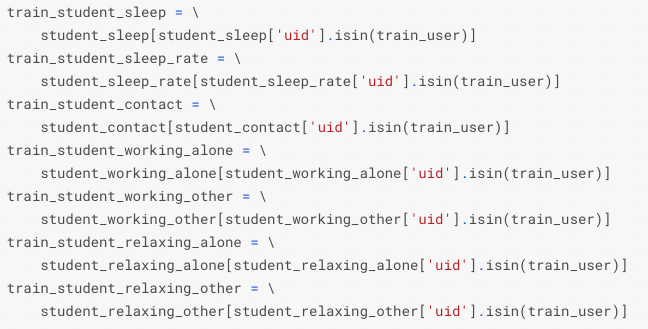 train_student_sleep = \
    student_sleep[student_sleep['uid'].isin(train_user)]
train_student_sleep_rate = \
    student_sleep_rate[student_sleep_rate['uid'].isin(train_user)]
train_student_contact = \
    student_contact[student_contact['uid'].isin(train_user)]
train_student_working_alone = \
    student_working_alone[student_working_alone['uid'].isin(train_user)]
train_student_working_other = \
    student_working_other[student_working_other['uid'].isin(train_user)]
train_student_relaxing_alone = \
    student_relaxing_alone[student_relaxing_alone['uid'].isin(train_user)]
train_student_relaxing_other = \
    student_relaxing_other[student_relaxing_other['uid'].isin(train_user)]